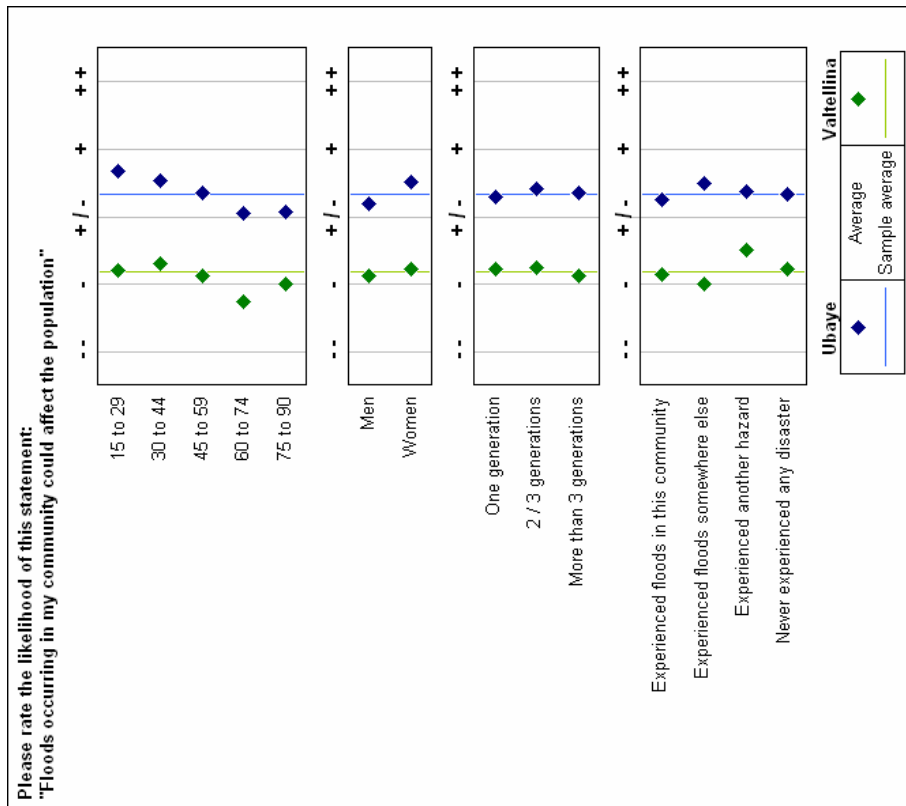 Please rate the likelihood of this statement:
"Floods occurring in my community could affect the population"
- - - + / - + + +
15 to 29
30 to 44
45 to 59
60 to 74
75 to 90
- - - + / - + + +
Men
Women
- - - + / - + + +
One generation
2 / 3 generations
More than 3 generations
- - - + / - + + +
Experienced floods in this community
Experienced floods somewhere else
Experienced another hazard
Never experienced any disaster
Ubaye Valtellina
Average
Sample average